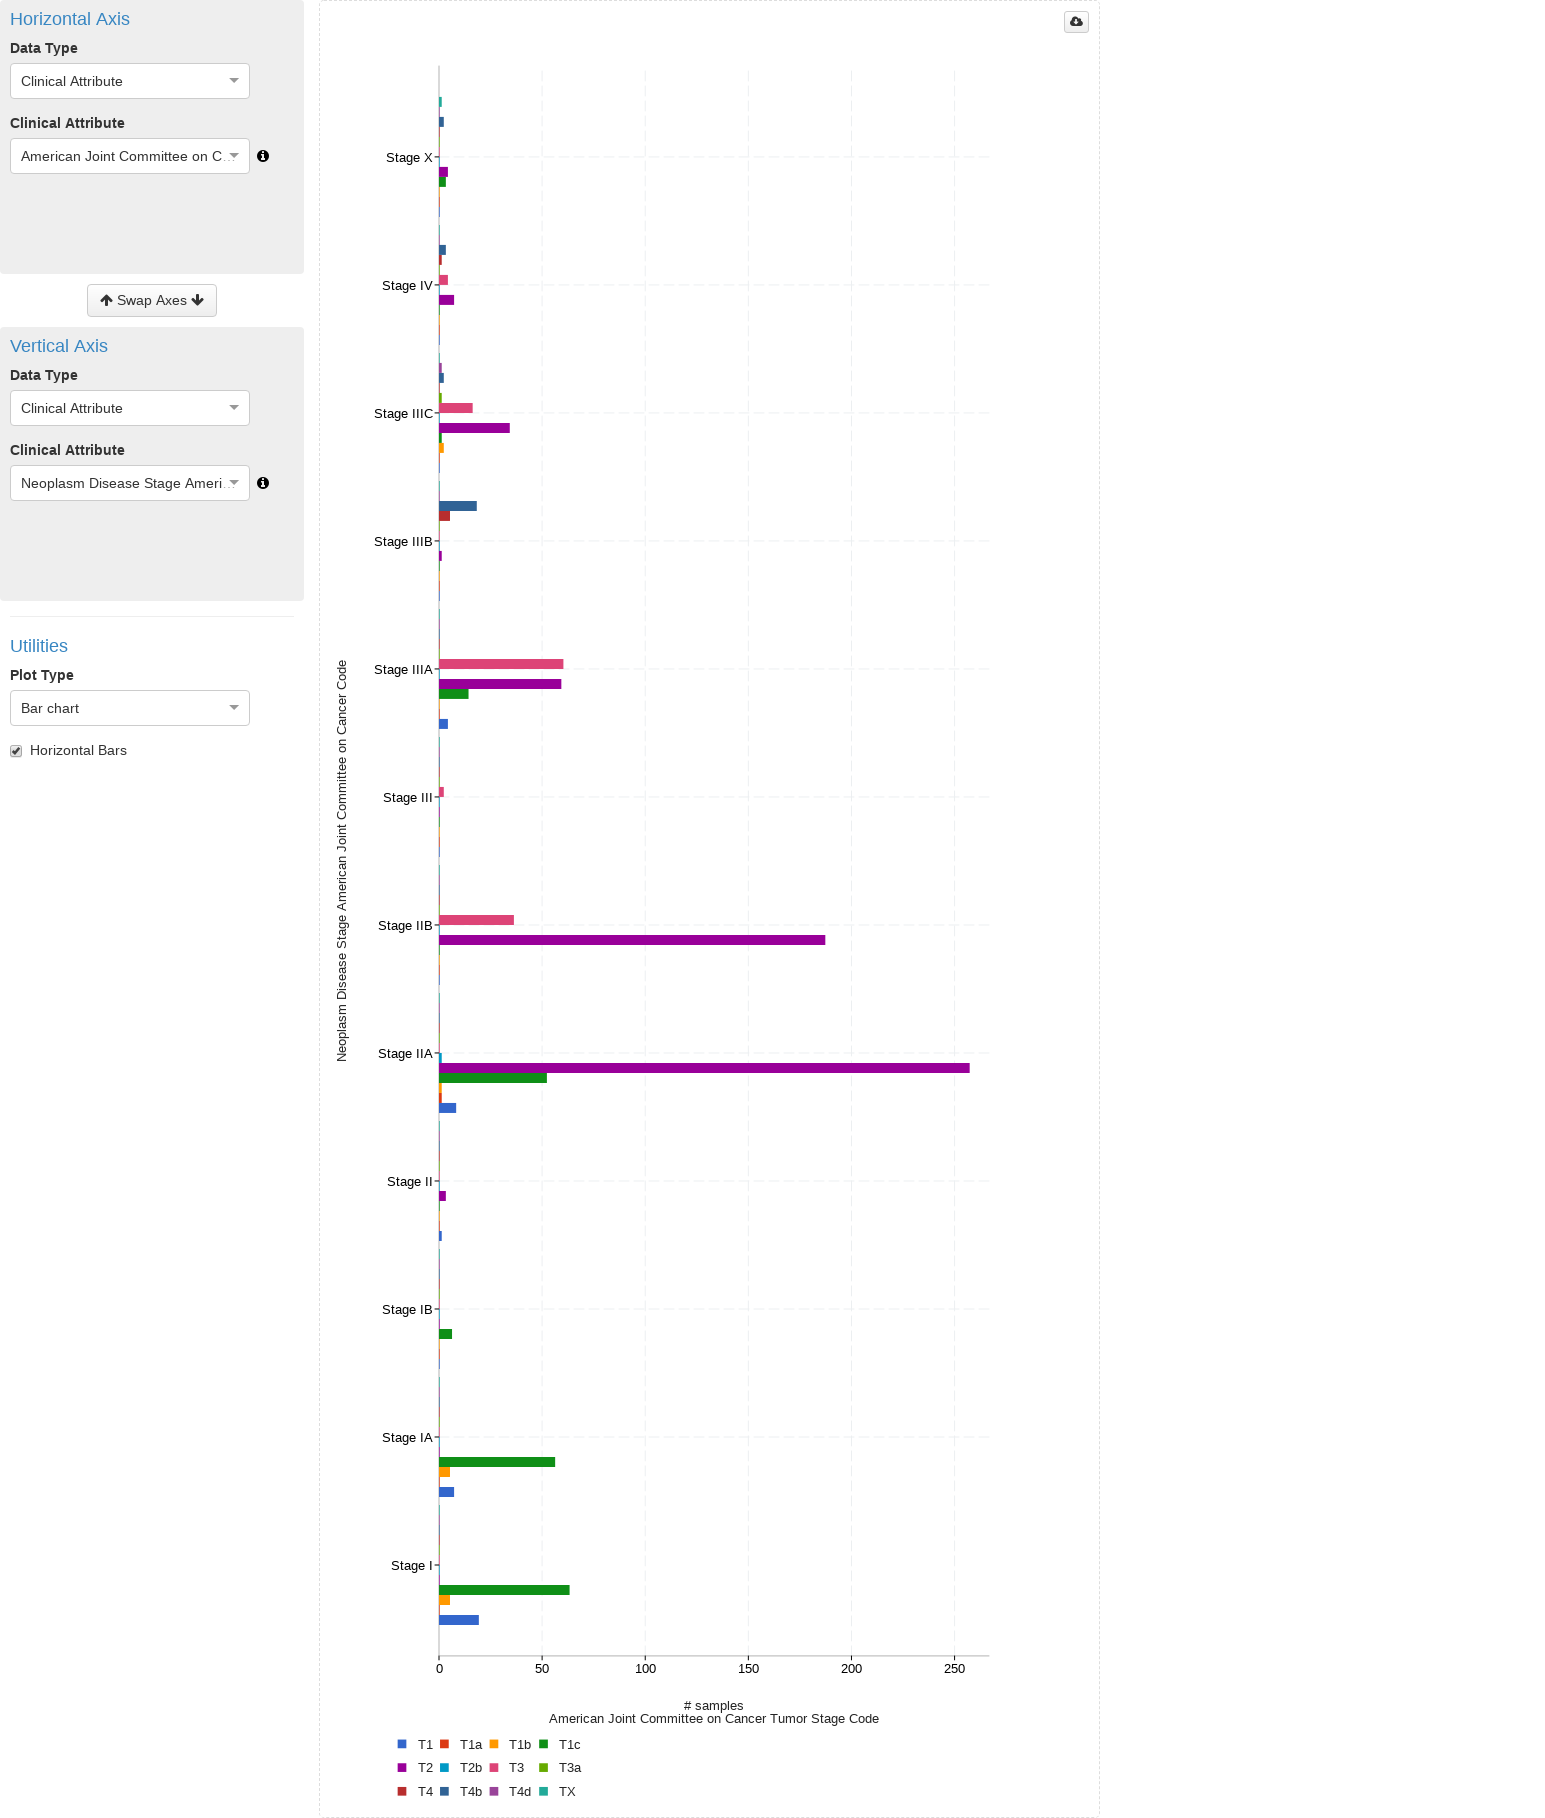 Horizontal Axis
Data Type
Clinical Attribute
Clinical Attribute
American Joint Committee on C...
Swap Axes
Vertical Axis
Data Type
Clinical Attribute
Clinical Attribute
Neoplasm Disease Stage Ameri...
Utilities
Plot Type
Bar chart
Horizontal Bars
Neoplasm Disease Stage American Joint Committee on Cancer Code
Stage X
Stage IV
Stage IIIC
Stage IIIB
Stage IIIA
Stage III
Stage IIB
Stage IIA
Stage II
Stage IB
Stage IA
Stage I
0 50 100 150 200 250
# samples
American Joint Committee on Cancer Tumor Stage Code
T1 T1a T1b T1c
T2 T2b T3 T3a
T4 T4b T4d TX